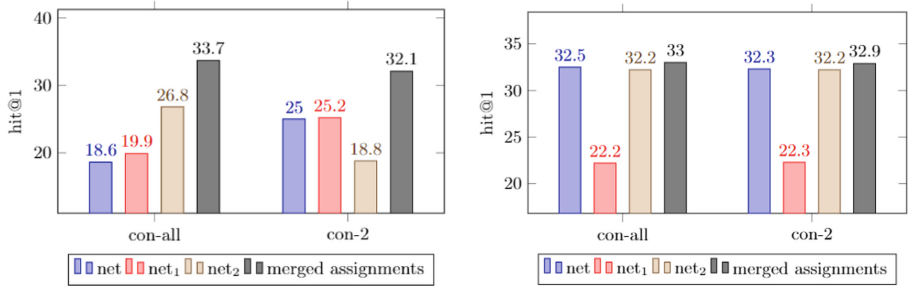 hit@1
40
30
20
18.6
19.9
26.8
33.7
25
25.2
18.8
32.1
con-all
con-2
net net₁ net₂ merged assignments
hit@1
35
30
25
20
32.5
22.2
32.2
33
32.3
22.3
32.2
32.9
con-all
con-2
net net₁ net₂ merged assignments